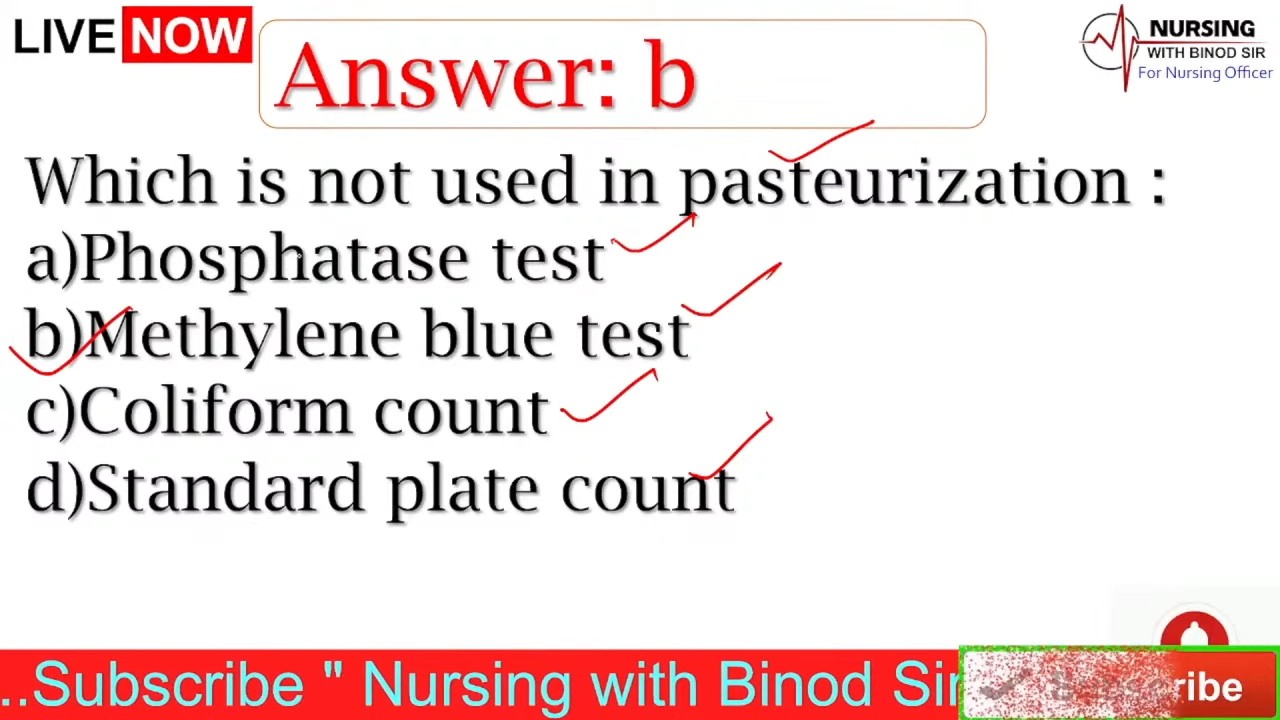 LIVE NOW
Answer: b
NURSING
WITH BINOD SIR
For Nursing Officer
Which is not used in pasteurization :
a)Phosphatase test
b)Methylene blue test
c)Coliform count
d)Standard plate count
..Subscribe " Nursing with Binod Sir